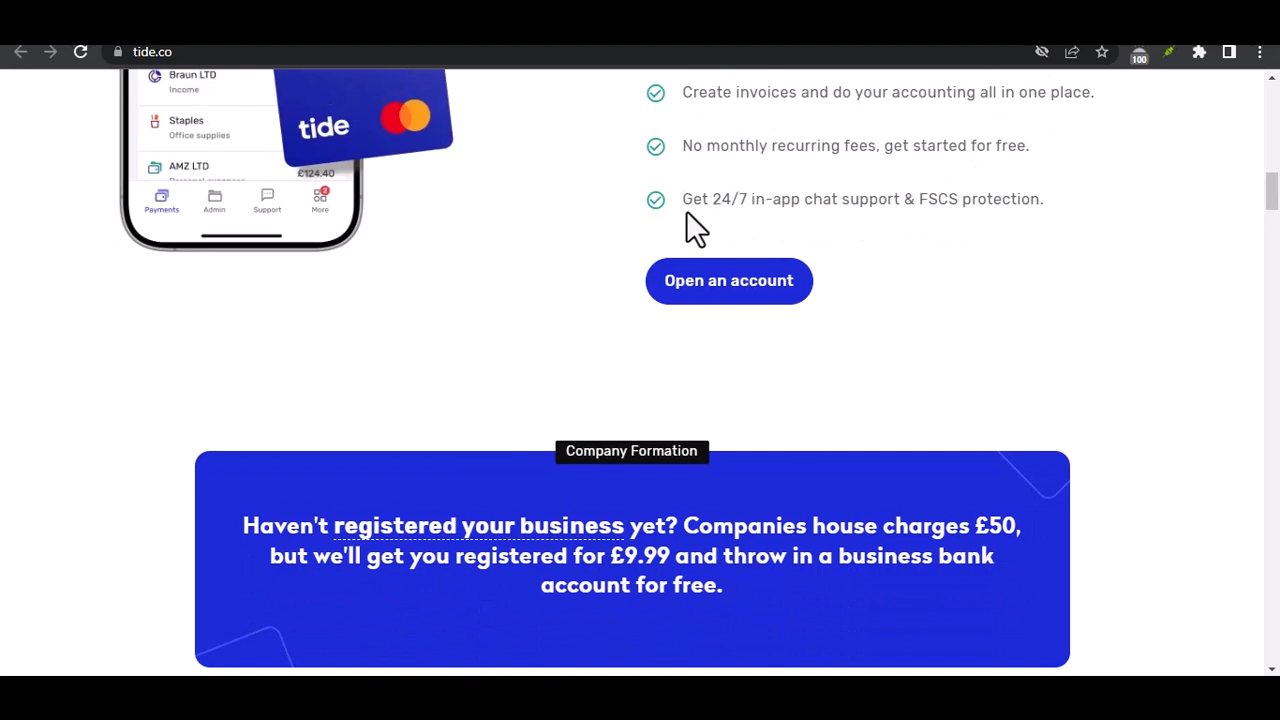 tide.co
100
Braun LTD
Income
Staples
Office supplies
AMZ LTD
£124.40
Payments
Admin
Support
2
More
tide
Create invoices and do your accounting all in one place.
No monthly recurring fees, get started for free.
Get 24/7 in-app chat support & FSCS protection.
Open an account
Company Formation
Haven't registered your business yet? Companies house charges £50,
but we'll get you registered for £9.99 and throw in a business bank
account for free.